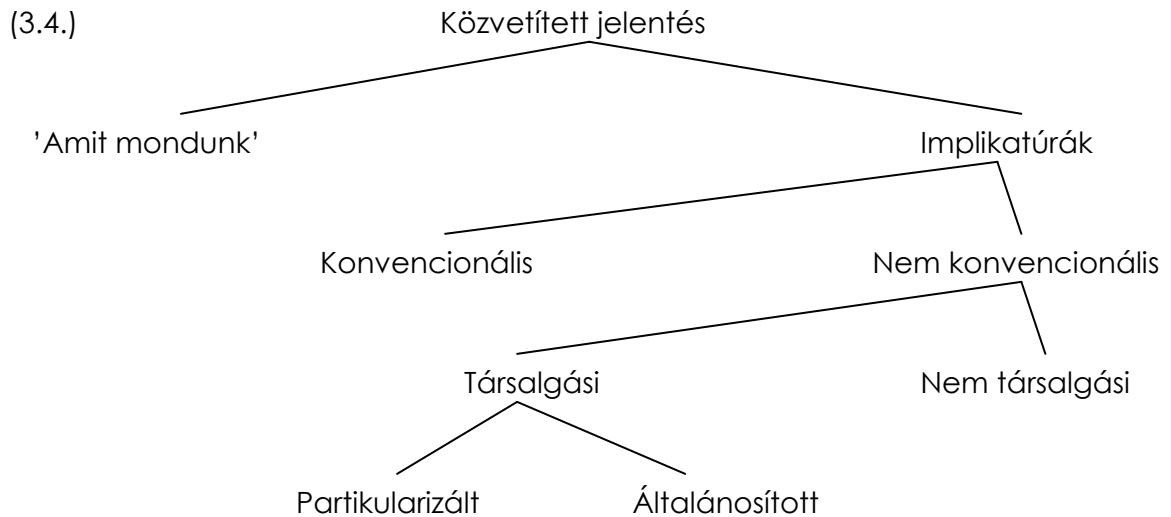 (3.4.) Közvetített jelentés
’Amit mondunk’ Implikatúrák
Konvencionális Nem konvencionális
Társalgási Nem társalgási
Partikularizált Általánosított